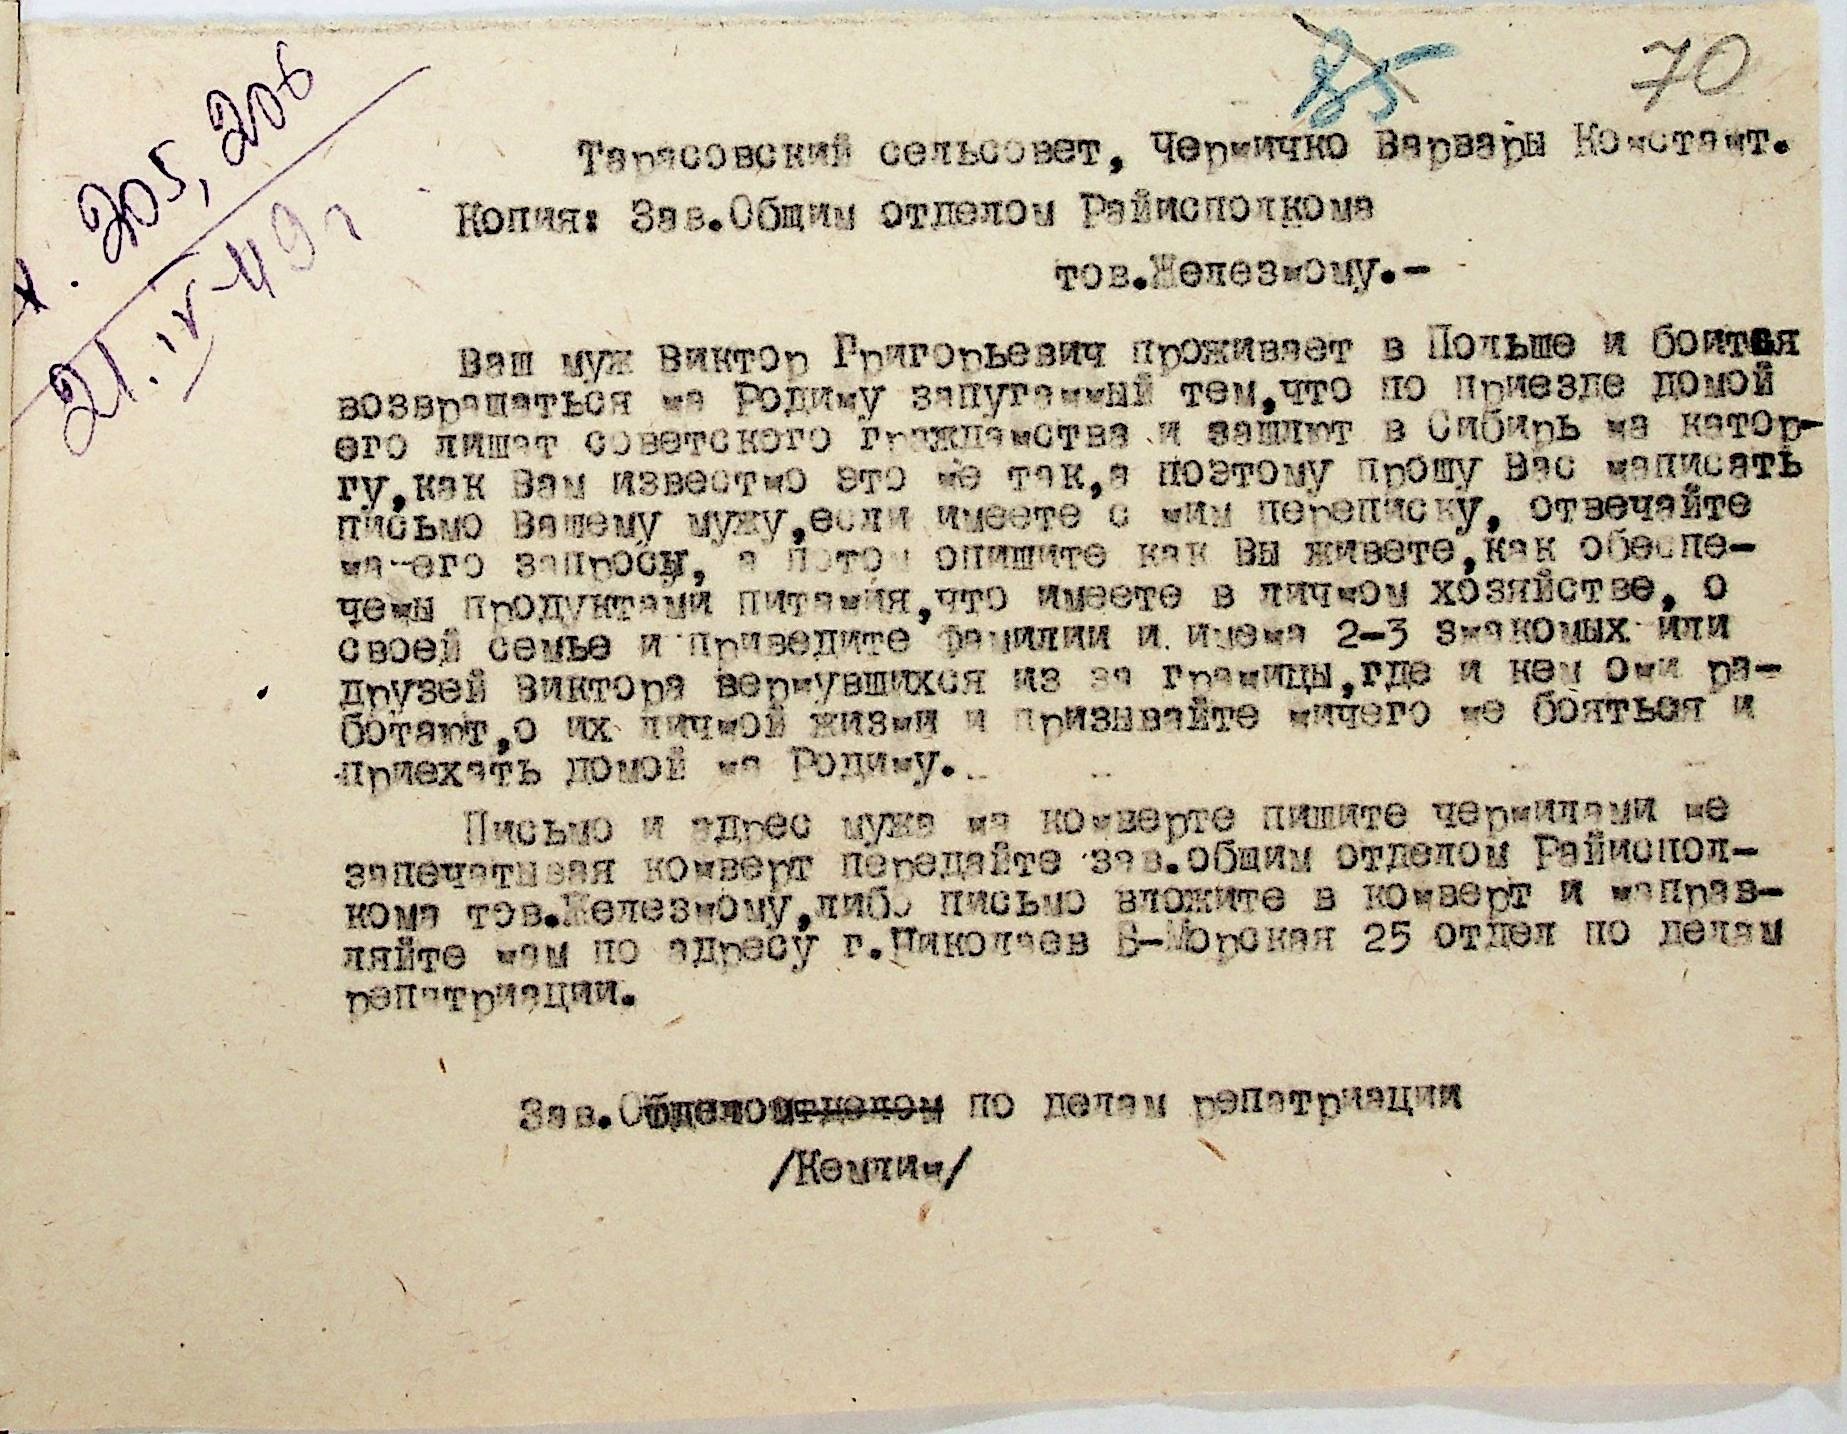 85
70
205, 206
21.IV-49г
Тарасовский сельсовет, Черничко Варвары Констант.
Копия: Зав.Общим отделом Райисполкома
тов.Железному.-
Ваш муж Виктор Григорьевич проживает в Польше и боится
возвращаться на Родину запуганный тем,что по приезде домой
его лишат советского гражданства и зашлют в Сибирь на катор-
гу,как Вам известно это не так,а поэтому прошу Вас написать
письмо Вашему мужу,если имеете с ним переписку, отвечайте
на его запросы, а потом опишите как Вы живете,как обеспе-
чены продуктами питания,что имеете в личном хозяйстве, о
своей семье и приведите фамилии и имена 2-3 знакомых или
друзей Виктора вернувшихся из за границы,где и кем они ра-
ботают,о их личной жизни и призывайте ничего не бояться и
приехать домой на Родину.
Письмо и адрес мужа на конверте пишите чернилами не
запечатывая конверт передайте зав.общим отделом Райиспол-
кома тов.Железному,либо письмо вложите в конверт и направ-
ляйте нам по адресу г.Николаев Б-Морская 25 отдел по делам
репатриации.
Зав. по делам репатриации
/Кемлин/